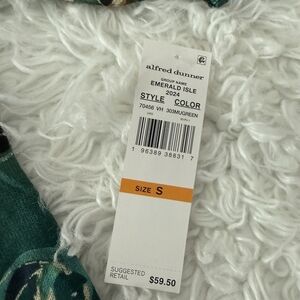 alfred dunner
GROUP NAME
EMERALD ISLE
2024
STYLE COLOR
70456 VH 303MUGREEN
1 96389 38631 7
SIZE S
SUGGESTED
RETAIL $59.50